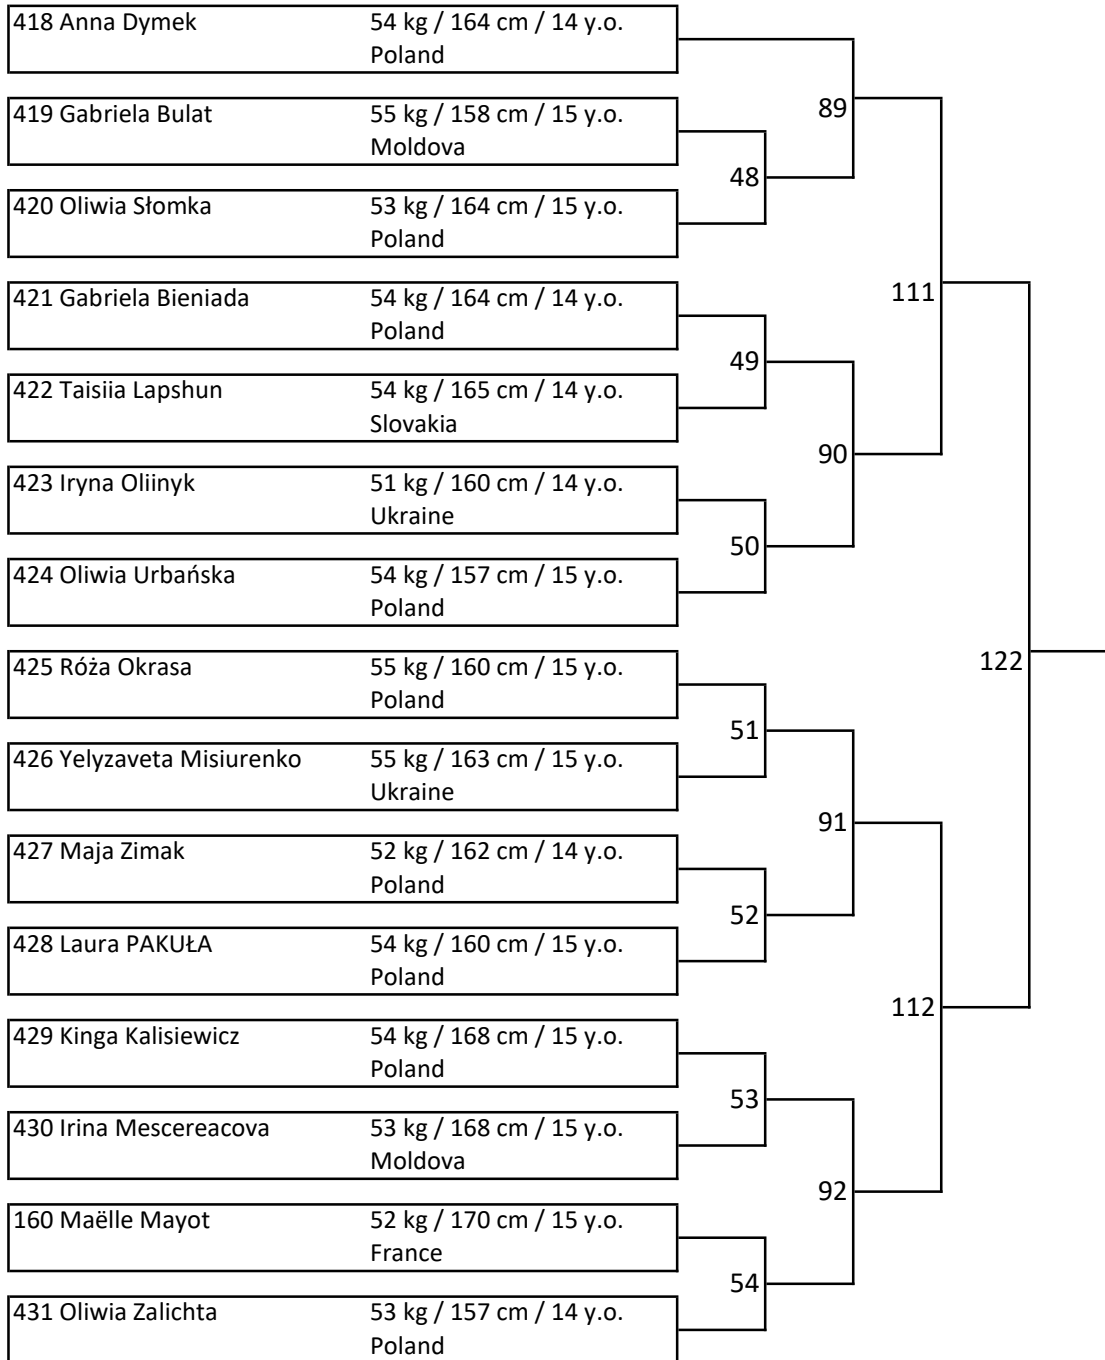 418 Anna Dymek 54 kg / 164 cm / 14 y.o.
Poland
89
419 Gabriela Bulat 55 kg / 158 cm / 15 y.o.
Moldova
48
420 Oliwia Słomka 53 kg / 164 cm / 15 y.o.
Poland
421 Gabriela Bieniada 54 kg / 164 cm / 14 y.o.
Poland
111
49
422 Taisiia Lapshun 54 kg / 165 cm / 14 y.o.
Slovakia
90
423 Iryna Oliinyk 51 kg / 160 cm / 14 y.o.
Ukraine
50
424 Oliwia Urbańska 54 kg / 157 cm / 15 y.o.
Poland
425 Róża Okrasa 55 kg / 160 cm / 15 y.o.
Poland
122
51
426 Yelyzaveta Misiurenko 55 kg / 163 cm / 15 y.o.
Ukraine
91
427 Maja Zimak 52 kg / 162 cm / 14 y.o.
Poland
52
428 Laura PAKUŁA 54 kg / 160 cm / 15 y.o.
Poland
112
429 Kinga Kalisiewicz 54 kg / 168 cm / 15 y.o.
Poland
53
430 Irina Mescereacova 53 kg / 168 cm / 15 y.o.
Moldova
92
160 Maëlle Mayot 52 kg / 170 cm / 15 y.o.
France
54
431 Oliwia Zalichta 53 kg / 157 cm / 14 y.o.
Poland